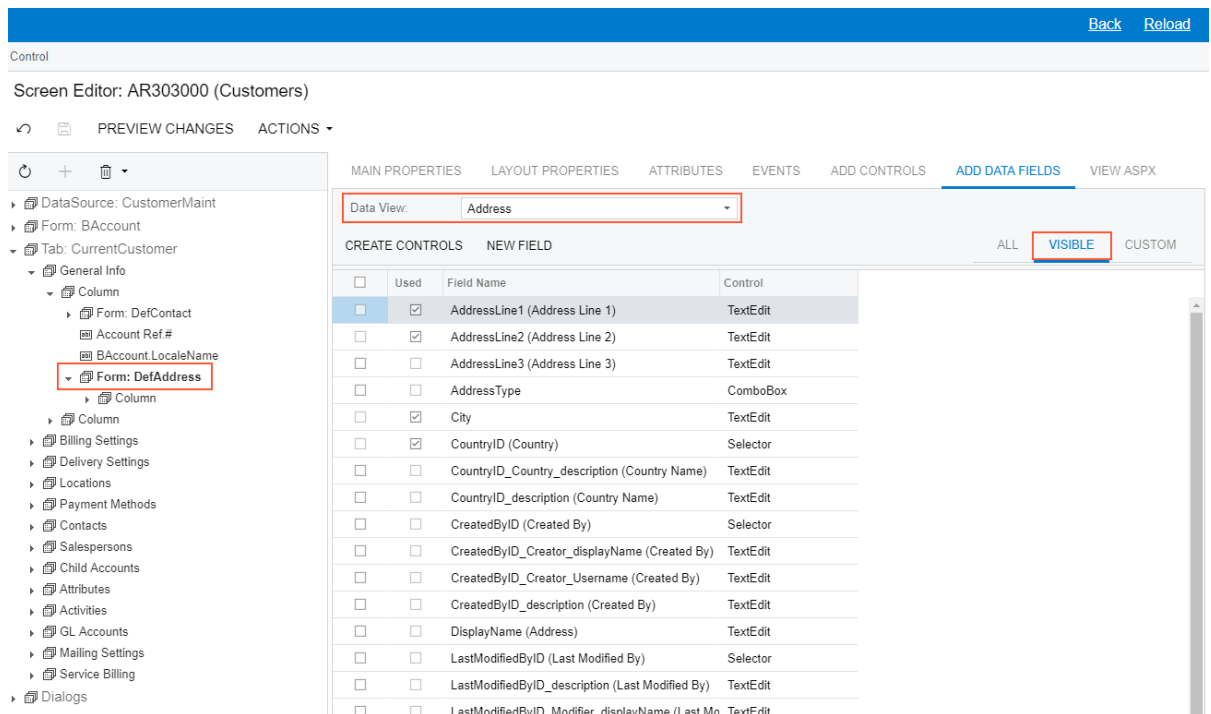 Back Reload
Control
Screen Editor: AR303000 (Customers)
PREVIEW CHANGES ACTIONS
MAIN PROPERTIES LAYOUT PROPERTIES ATTRIBUTES EVENTS ADD CONTROLS ADD DATA FIELDS VIEW ASPX
DataSource: CustomerMaint
Form: BAccount
Tab: CurrentCustomer
General Info
Column
Form: DefContact
Account Ref.#
BAccount.LocaleName
Form: DefAddress
Column
Column
Billing Settings
Delivery Settings
Locations
Payment Methods
Contacts
Salespersons
Child Accounts
Attributes
Activities
GL Accounts
Mailing Settings
Service Billing
Dialogs
Data View: Address
CREATE CONTROLS NEW FIELD ALL VISIBLE CUSTOM
Used Field Name Control
AddressLine1 (Address Line 1) TextEdit
AddressLine2 (Address Line 2) TextEdit
AddressLine3 (Address Line 3) TextEdit
AddressType ComboBox
City TextEdit
CountryID (Country) Selector
CountryID_Country_description (Country Name) TextEdit
CountryID_description (Country Name) TextEdit
CreatedByID (Created By) Selector
CreatedByID_Creator_displayName (Created By) TextEdit
CreatedByID_Creator_Username (Created By) TextEdit
CreatedByID_description (Created By) TextEdit
DisplayName (Address) TextEdit
LastModifiedByID (Last Modified By) Selector
LastModifiedByID_description (Last Modified By) TextEdit
LastModifiedByID_Modifier_displayName (Last Mo TextEdit